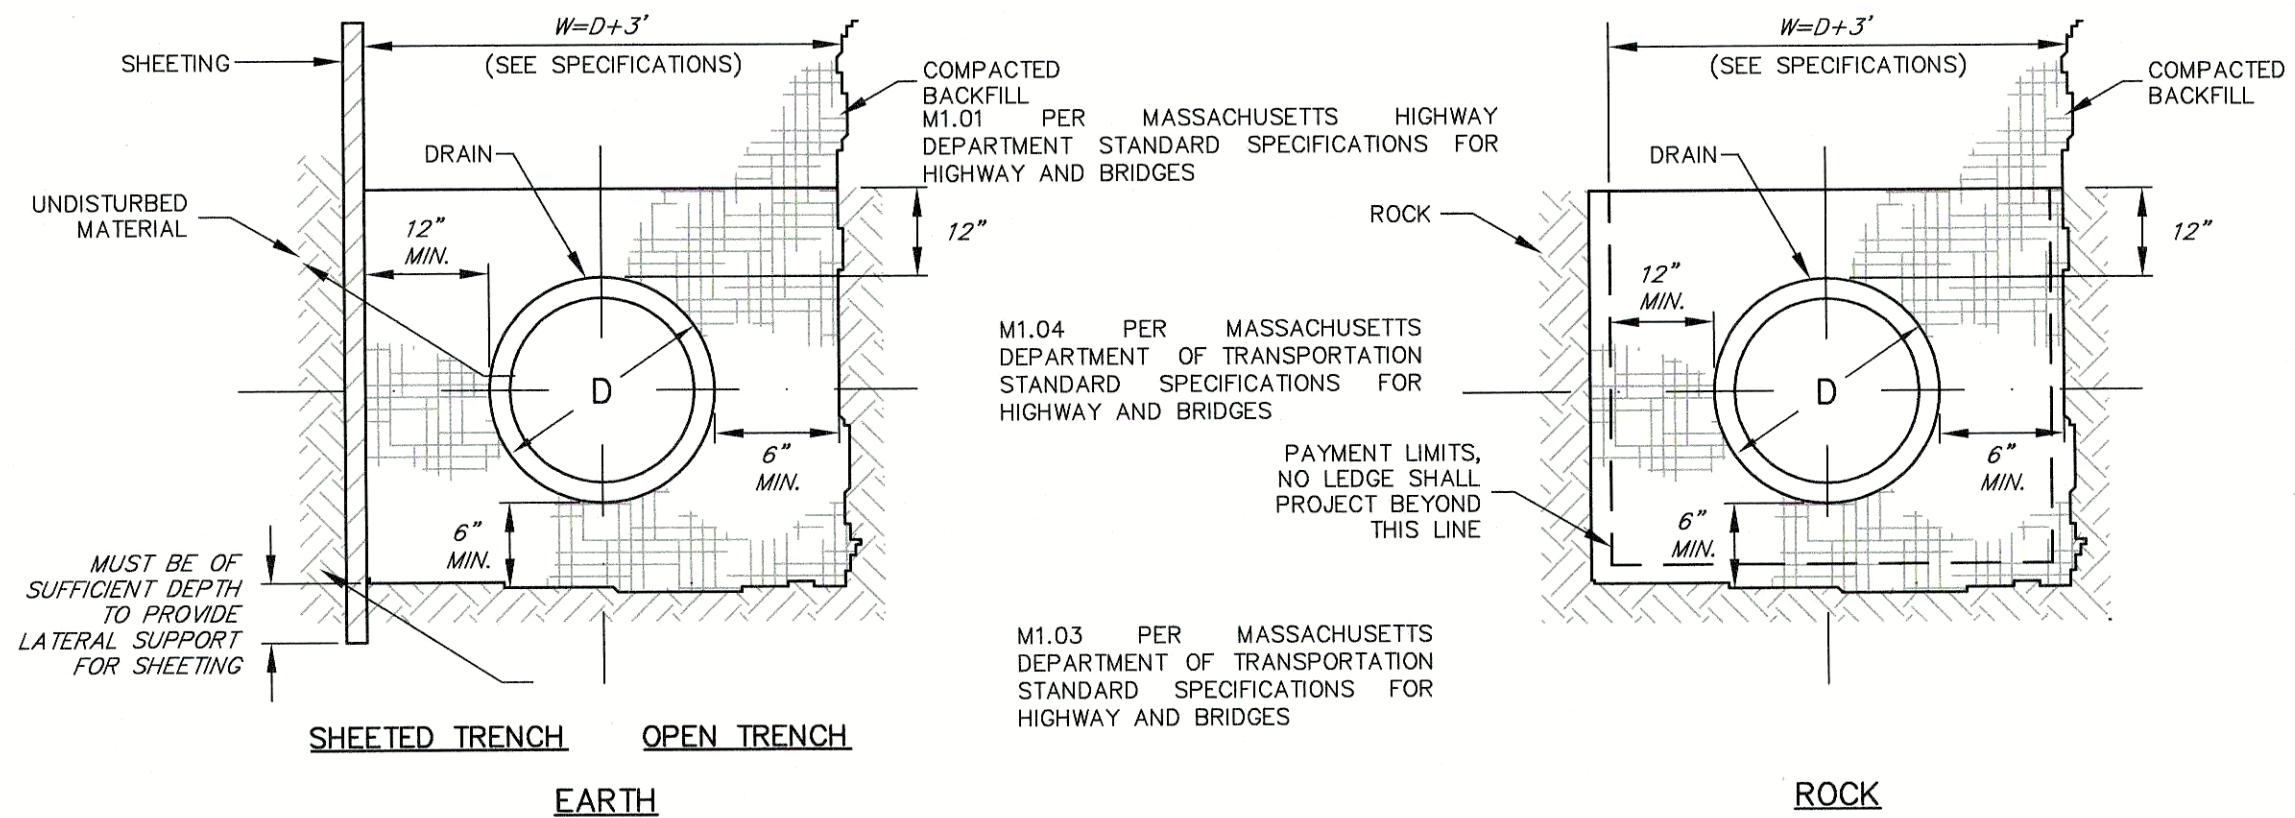 W=D+3'
(SEE SPECIFICATIONS)
SHEETING
COMPACTED
BACKFILL
M1.01 PER MASSACHUSETTS HIGHWAY
DEPARTMENT STANDARD SPECIFICATIONS FOR
HIGHWAY AND BRIDGES
DRAIN
UNDISTURBED
MATERIAL
12"
MIN.
12"
D
6"
MIN.
6"
MIN.
MUST BE OF
SUFFICIENT DEPTH
TO PROVIDE
LATERAL SUPPORT
FOR SHEETING
SHEETED TRENCH
OPEN TRENCH
EARTH
M1.04 PER MASSACHUSETTS
DEPARTMENT OF TRANSPORTATION
STANDARD SPECIFICATIONS FOR
HIGHWAY AND BRIDGES
M1.03 PER MASSACHUSETTS
DEPARTMENT OF TRANSPORTATION
STANDARD SPECIFICATIONS FOR
HIGHWAY AND BRIDGES
W=D+3'
(SEE SPECIFICATIONS)
COMPACTED
BACKFILL
DRAIN
ROCK
12"
MIN.
12"
D
6"
MIN.
6"
MIN.
PAYMENT LIMITS,
NO LEDGE SHALL
PROJECT BEYOND
THIS LINE
ROCK